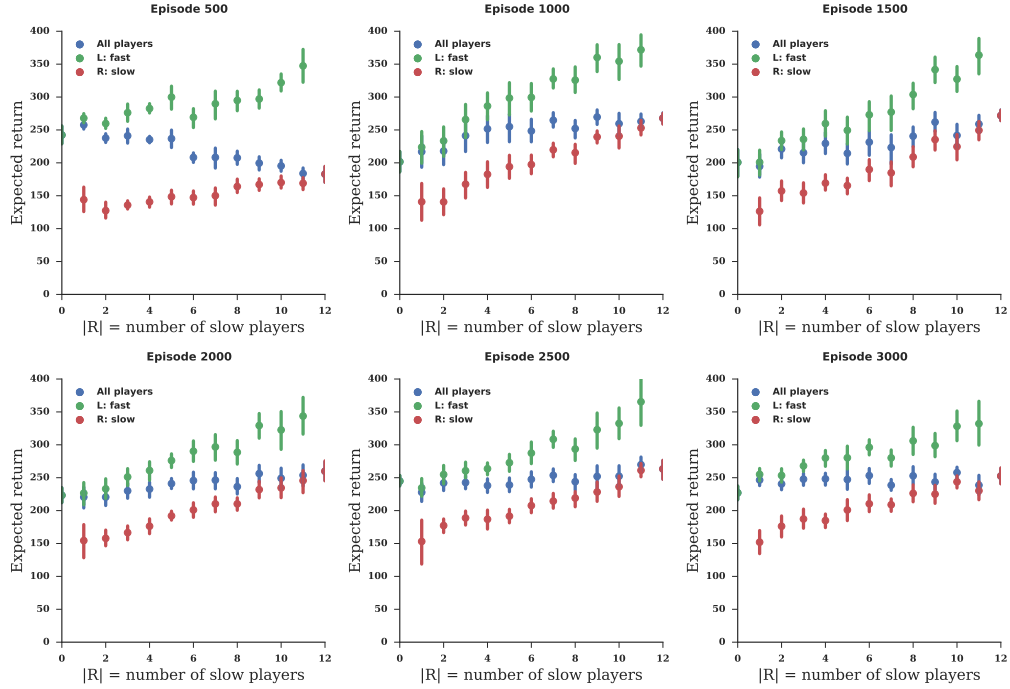 Episode 500
Expected return
400
350
300
250
200
150
100
50
0
All players
L: fast
R: slow
0 2 4 6 8 10 12
|R| = number of slow players
Episode 1000
Expected return
400
350
300
250
200
150
100
50
0
All players
L: fast
R: slow
0 2 4 6 8 10 12
|R| = number of slow players
Episode 1500
Expected return
400
350
300
250
200
150
100
50
0
All players
L: fast
R: slow
0 2 4 6 8 10 12
|R| = number of slow players
Episode 2000
Expected return
400
350
300
250
200
150
100
50
0
All players
L: fast
R: slow
0 2 4 6 8 10 12
|R| = number of slow players
Episode 2500
Expected return
400
350
300
250
200
150
100
50
0
All players
L: fast
R: slow
0 2 4 6 8 10 12
|R| = number of slow players
Episode 3000
Expected return
400
350
300
250
200
150
100
50
0
All players
L: fast
R: slow
0 2 4 6 8 10 12
|R| = number of slow players